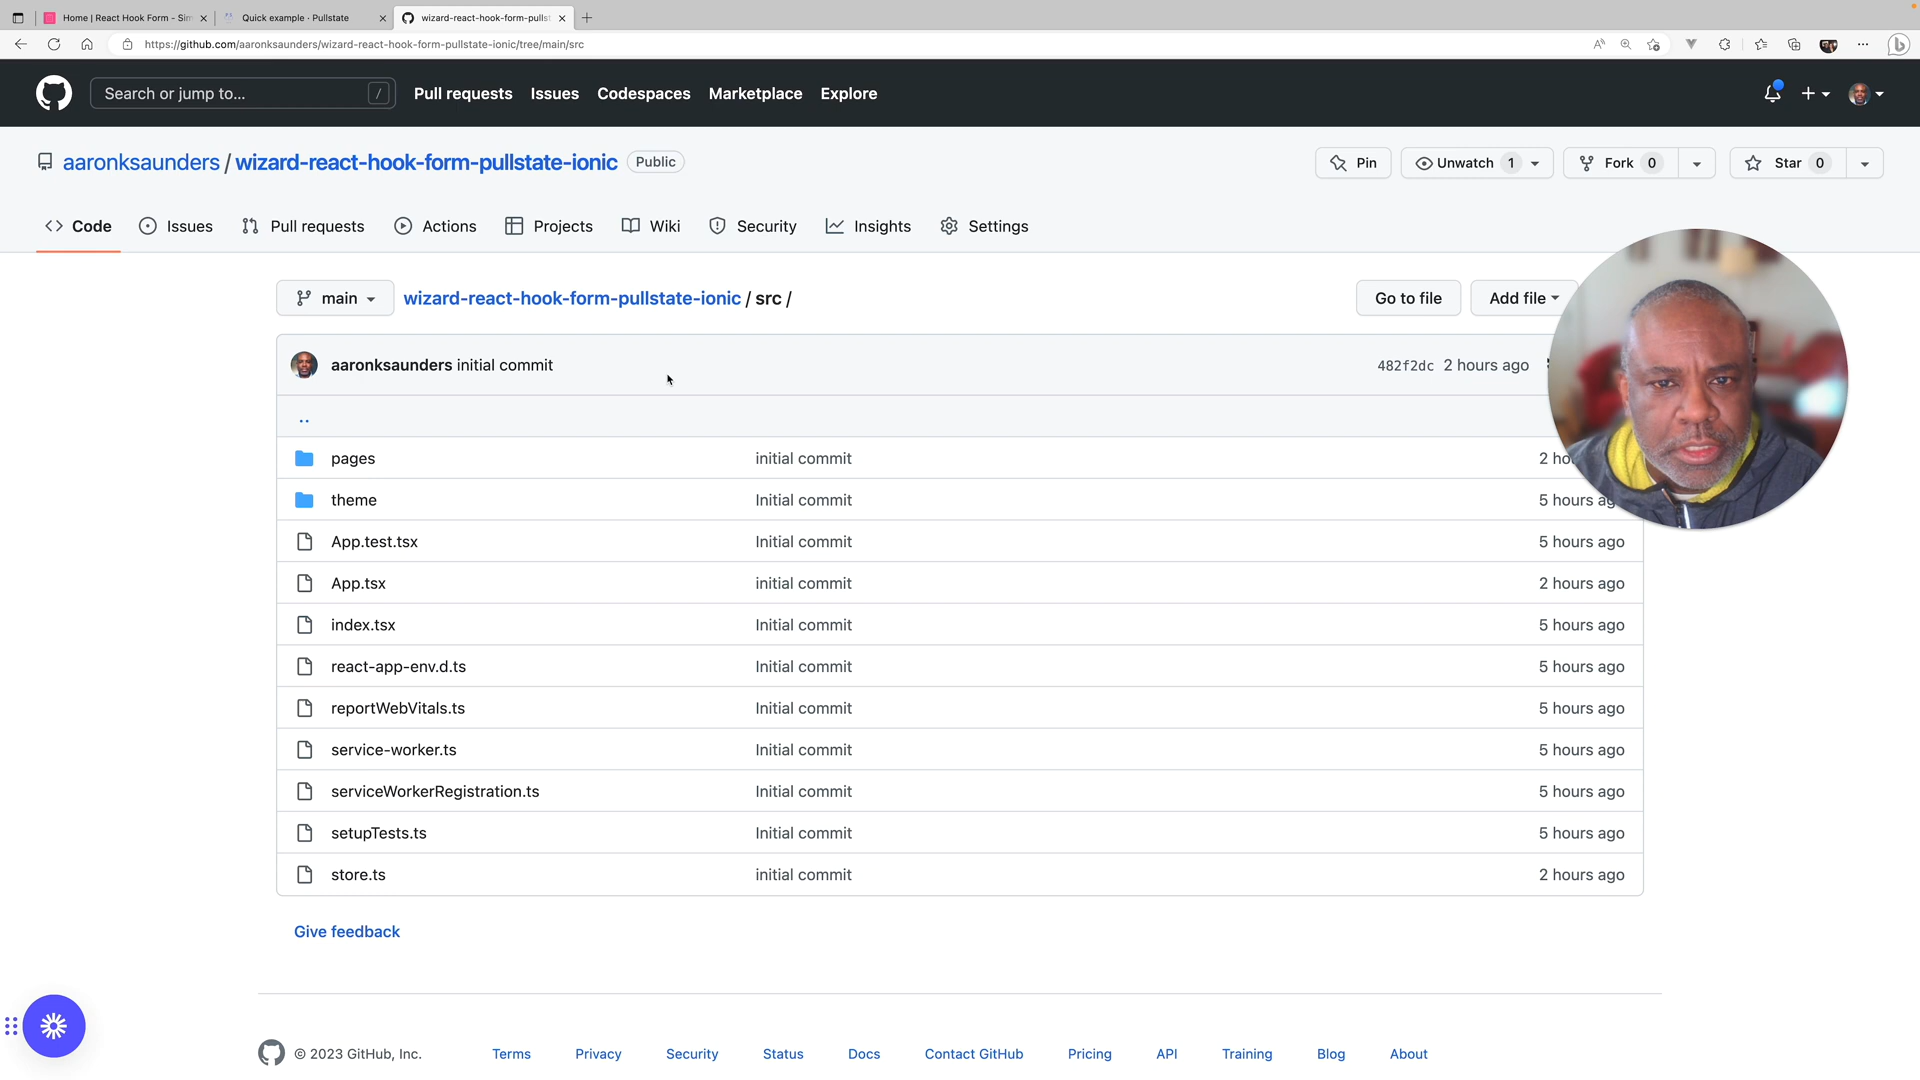 Home | React Hook Form - Sim
Quick example · Pullstate
wizard-react-hook-form-pullst
https://github.com/aaronksaunders/wizard-react-hook-form-pullstate-ionic/tree/main/src
Search or jump to...
/
Pull requests
Issues
Codespaces
Marketplace
Explore
aaronksaunders / wizard-react-hook-form-pullstate-ionic
Public
Pin
Unwatch 1
Fork 0
Star 0
Code
Issues
Pull requests
Actions
Projects
Wiki
Security
Insights
Settings
main
wizard-react-hook-form-pullstate-ionic / src /
Go to file
Add file
aaronksaunders initial commit
482f2dc 2 hours ago
..
pages initial commit 2 ho
theme Initial commit 5 hours ag
App.test.tsx Initial commit 5 hours ago
App.tsx initial commit 2 hours ago
index.tsx Initial commit 5 hours ago
react-app-env.d.ts Initial commit 5 hours ago
reportWebVitals.ts Initial commit 5 hours ago
service-worker.ts Initial commit 5 hours ago
serviceWorkerRegistration.ts Initial commit 5 hours ago
setupTests.ts Initial commit 5 hours ago
store.ts initial commit 2 hours ago
Give feedback
© 2023 GitHub, Inc.
Terms
Privacy
Security
Status
Docs
Contact GitHub
Pricing
API
Training
Blog
About